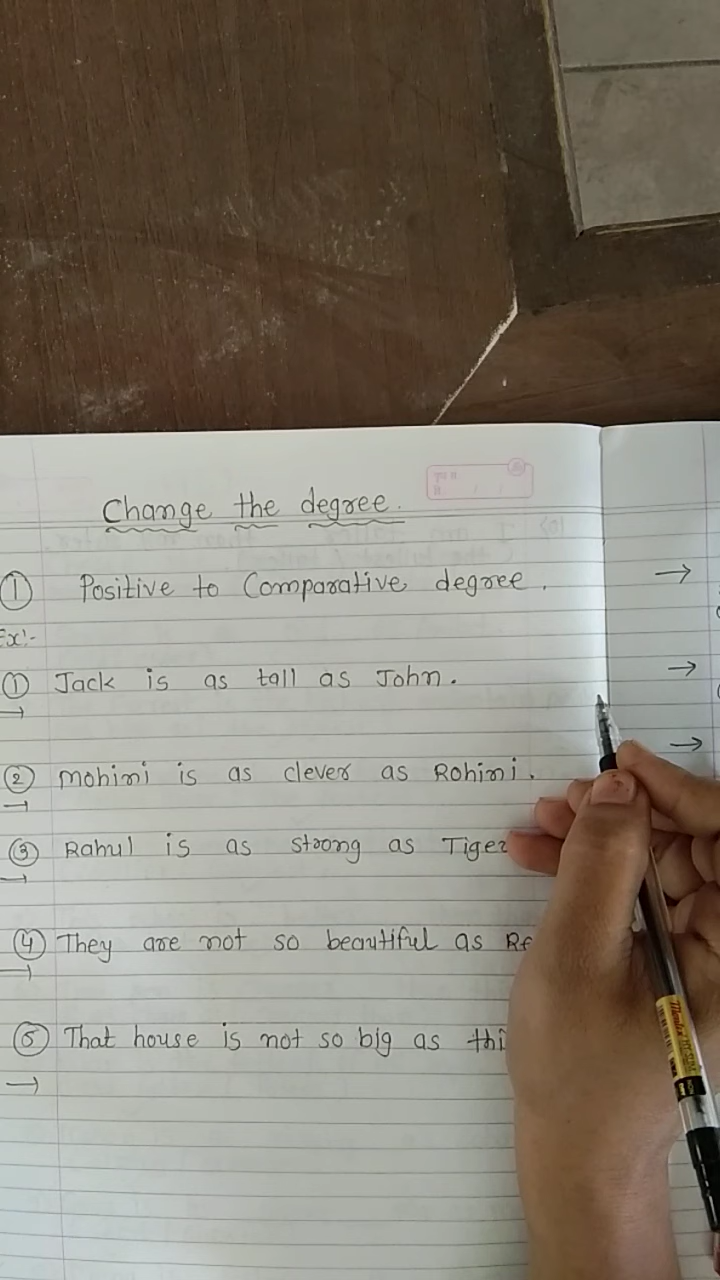 Change the degree.
① Positive to Comparative degree. →
Ex:-
① Jack is as tall as John. →
→
→
② Mohini is as clever as Rohini.
→
③ Rahul is as strong as Tiger
→
④ They are not so beautiful as
→
⑤ That house is not so big as
→